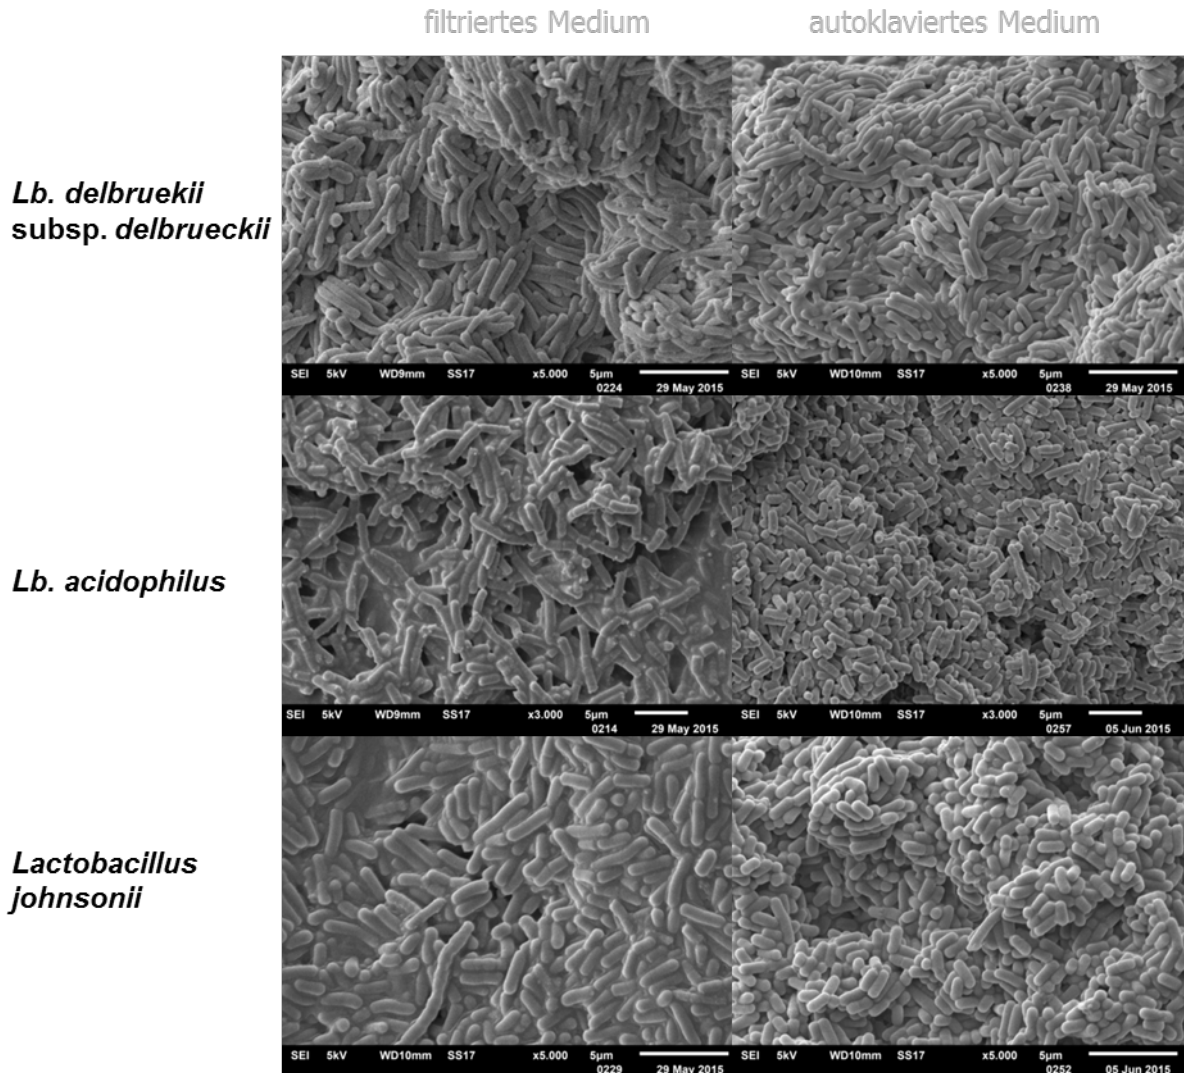 filtriertes Medium autoklaviertes Medium
Lb. delbruekii
subsp. delbrueckii
SEI 5kV WD9mm SS17 x5.000 5µm
0224 29 May 2015
SEI 5kV WD10mm SS17 x5.000 5µm
0238 29 May 2015
Lb. acidophilus
SEI 5kV WD9mm SS17 x3.000 5µm
0214 29 May 2015
SEI 5kV WD10mm SS17 x3.000 5µm
0257 05 Jun 2015
Lactobacillus
johnsonii
SEI 5kV WD10mm SS17 x5.000 5µm
0229 29 May 2015
SEI 5kV WD10mm SS17 x5.000 5µm
0252 05 Jun 2015